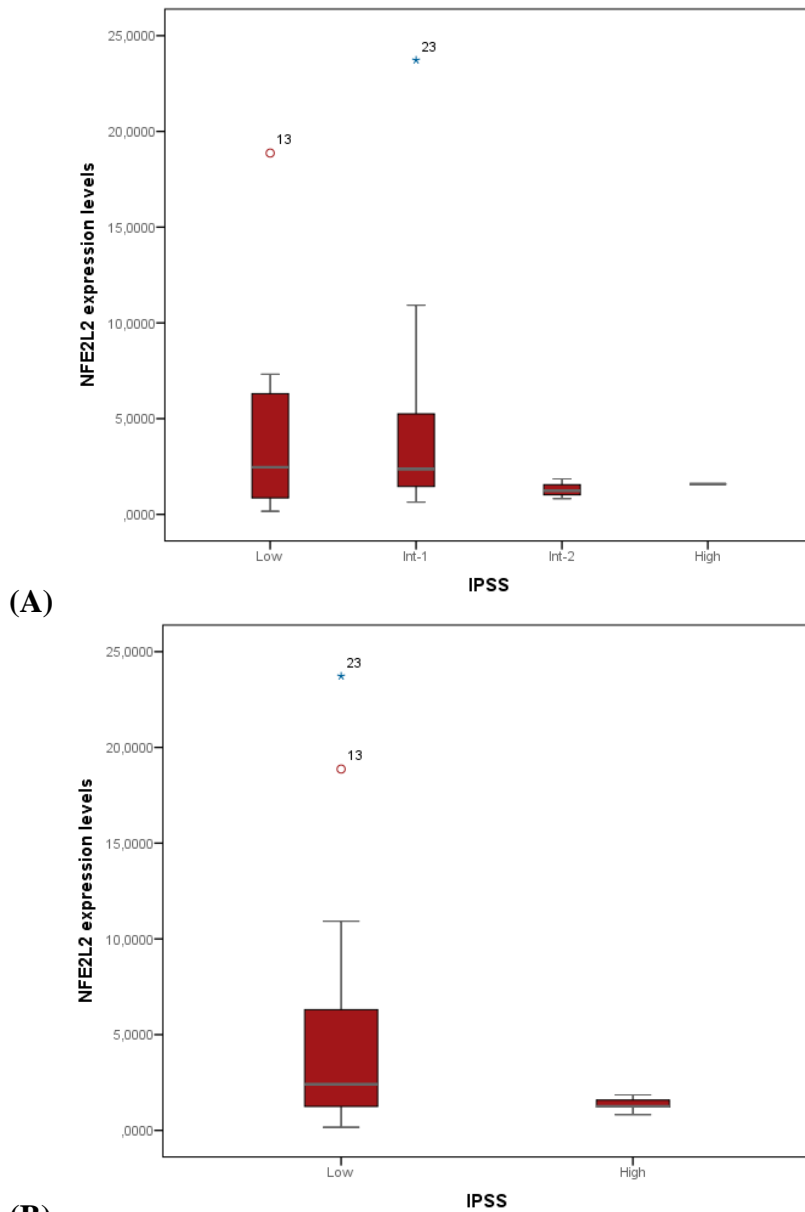 25,0000
23
20,0000
13
15,0000
NFE2L2 expression levels
10,0000
5,0000
,0000
Low Int-1 Int-2 High
IPSS
(A)
25,0000
23
20,0000
13
15,0000
NFE2L2 expression levels
10,0000
5,0000
,0000
Low High
IPSS
(B)